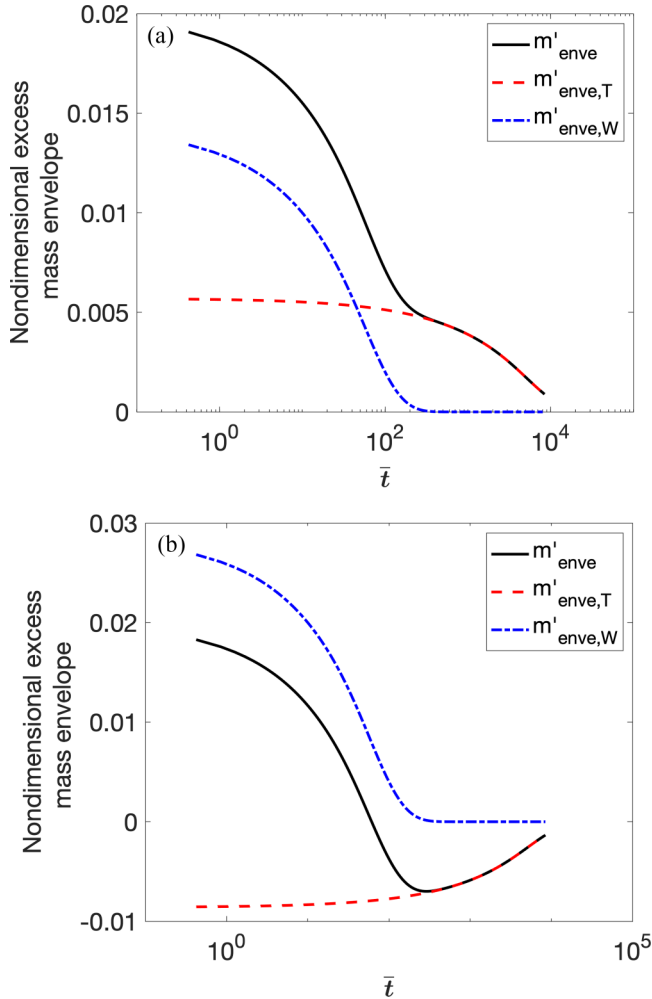 (a)
0.02
0.015
0.01
0.005
0
Nondimensional excess
mass envelope
m'enve
m'enve,T
m'enve,W
10^0
10^2
10^4
t̄
(b)
0.03
0.02
0.01
0
-0.01
Nondimensional excess
mass envelope
m'enve
m'enve,T
m'enve,W
10^0
10^5
t̄